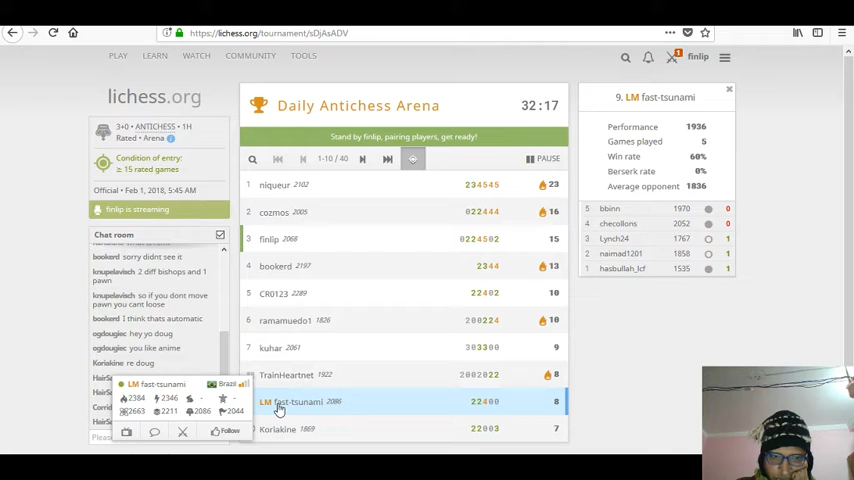 https://lichess.org/tournament/sDjAsADV
PLAY LEARN WATCH COMMUNITY TOOLS
1
finlip
lichess.org
3+0 • ANTICHESS • 1H
Rated • Arena
Condition of entry:
≥ 15 rated games
Official • Feb 1, 2018, 5:45 AM
finlip is streaming
Chat room
bookerd sorry didnt see it
knupelavisch 2 diff bishops and 1
pawn
knupelavisch so if you dont move
pawns you cant loose
bookerd I think thats automatic
ogdougiec hey yo doug
ogdougiec you like anime
Koriakine re doug
LM fast-tsunami Brazil
2384 2346 - -
2663 2211 2086 2044
Follow
Daily Antichess Arena 32:17
Stand by finlip, pairing players, get ready!
1-10 / 40 PAUSE
1 niqueur 2102 234545 23
2 cozmos 2005 022444 16
3 finlip 2068 0224502 15
4 bookerd 2197 2344 13
5 CR0123 2289 22402 10
6 ramamuedo1 1826 200224 10
7 kuhar 2061 303300 9
TrainHeartnet 1922 2002022 8
LM fast-tsunami 2086 22400 8
Koriakine 1869 22003 7
9. LM fast-tsunami
Performance 1936
Games played 5
Win rate 60%
Berserk rate 0%
Average opponent 1836
5 bbinn 1970 0
4 checollons 2052 0
3 Lynch24 1767 1
2 naimad1201 1858 1
1 hasbullah_lcf 1535 1